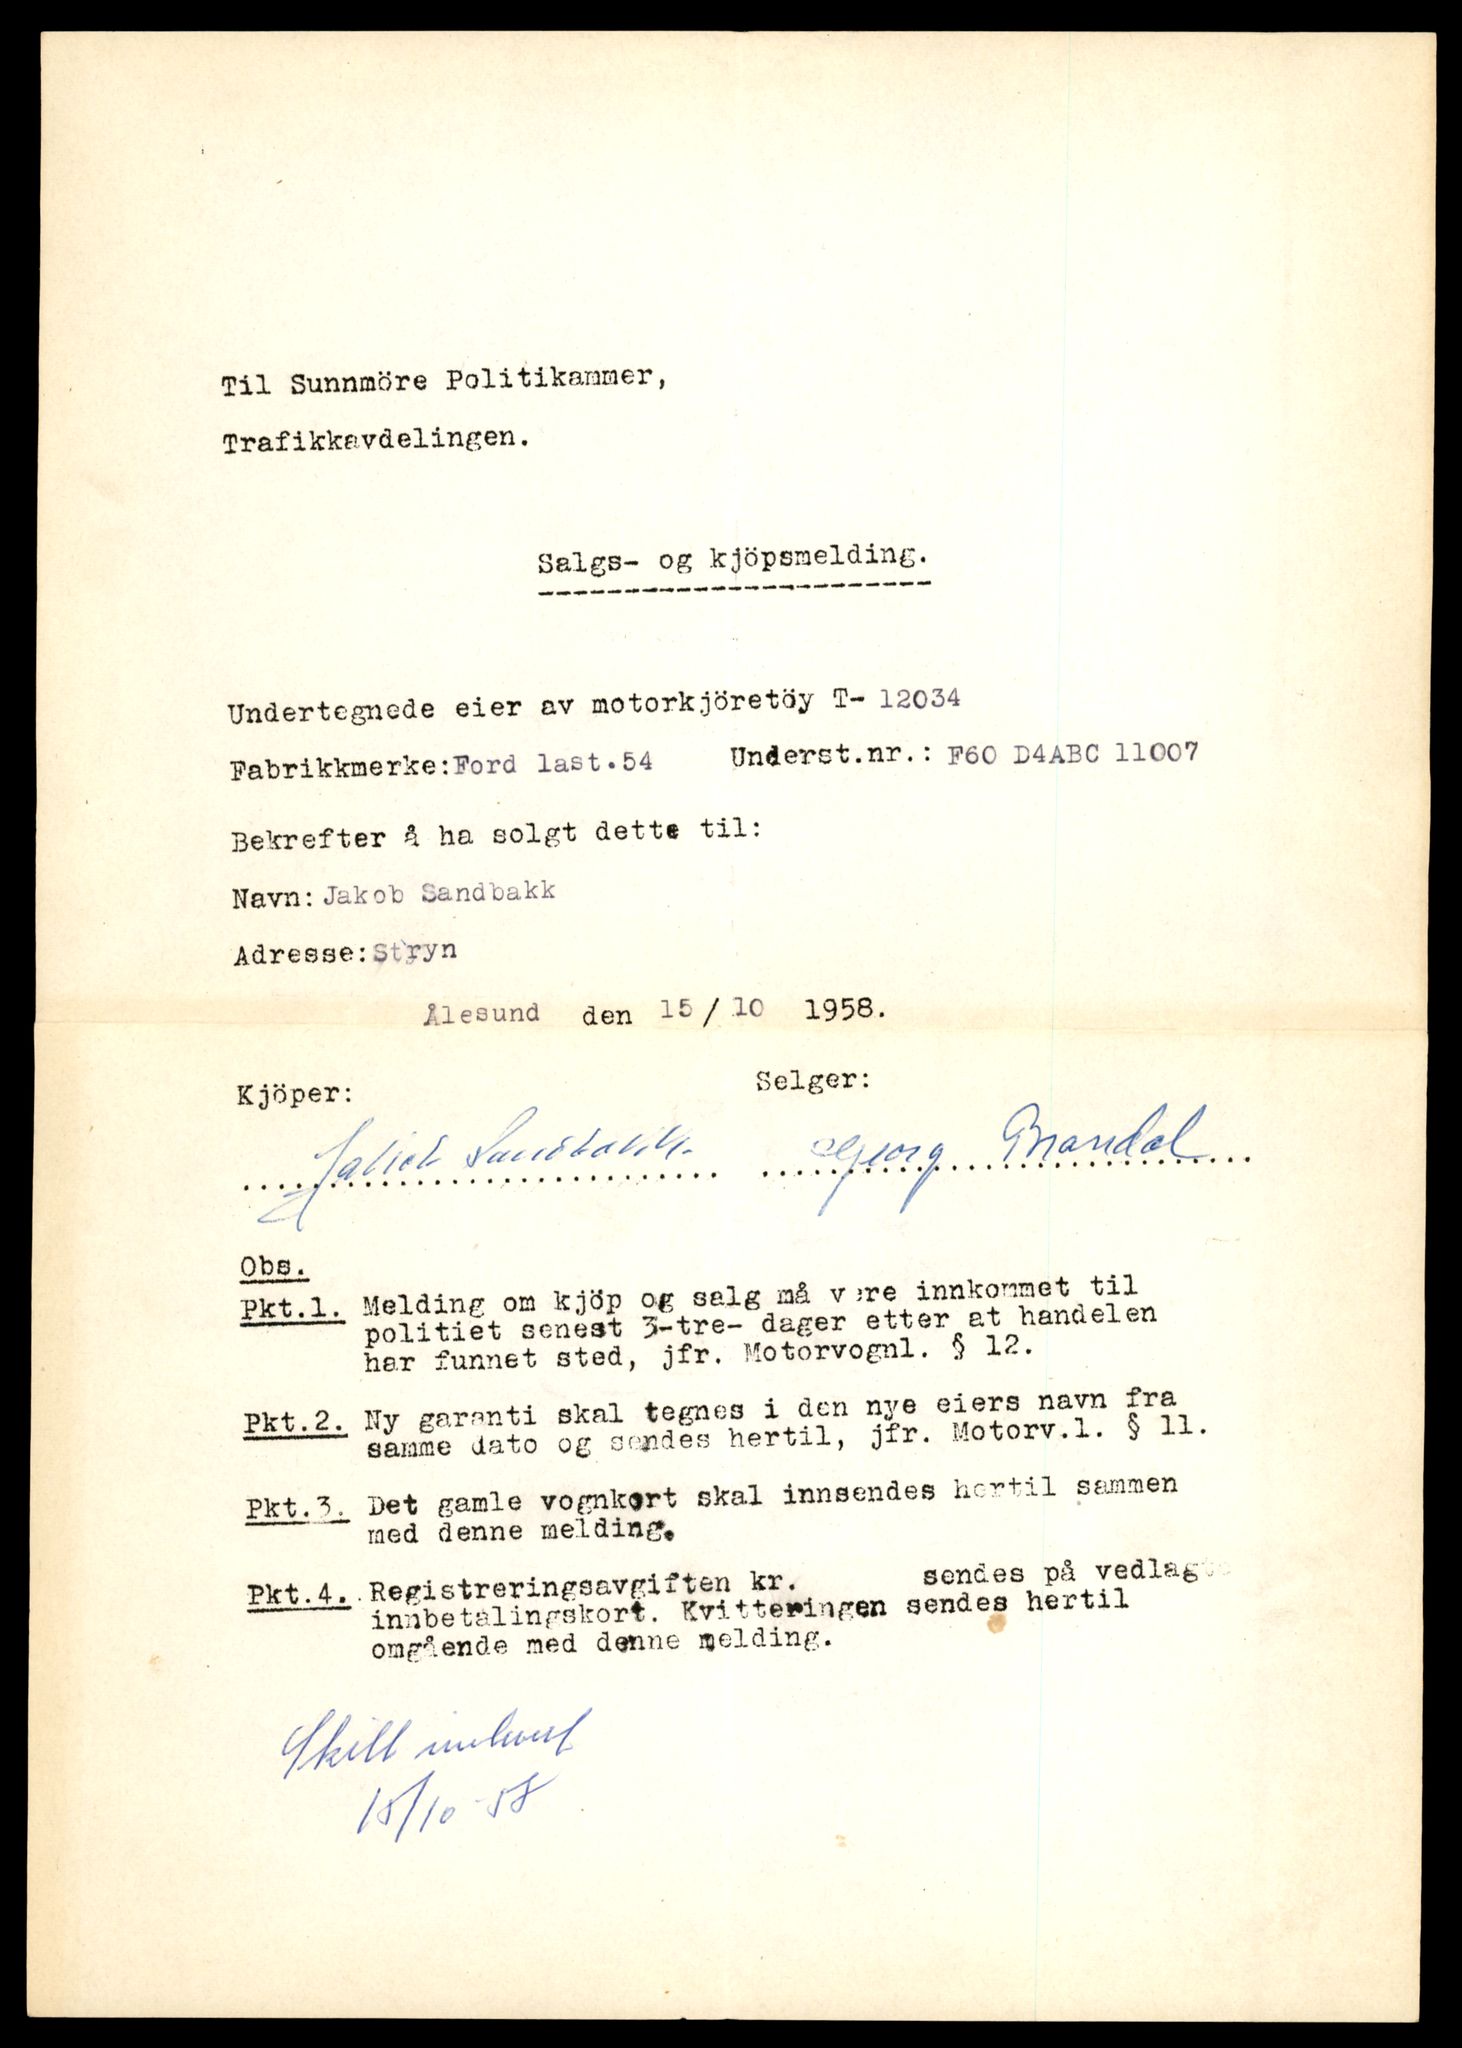 Til Sunnmöre Politikammer,
Trafikkavdelingen.
Salgs- og kjöpsmelding.
Undertegnede eier av motorkjöretöy T- 12034
Fabrikkmerke: Ford last.54 Underst.nr.: F60 D4ABC 11007
Bekrefter å ha solgt dette til:
Navn: Jakob Sandbakk
Adresse: Stryn
Ålesund den 15/10 1958.
Kjöper: Selger:
Jakob Sandbakk Georg Brandal
Obs.
Pkt.1. Melding om kjöp og salg må være innkommet til
politiet senest 3-tre- dager etter at handelen
har funnet sted, jfr. Motorvognl. § 12.
Pkt.2. Ny garanti skal tegnes i den nye eiers navn fra
samme dato og sendes hertil, jfr. Motorv.l. § 11.
Pkt.3. Det gamle vognkort skal innsendes hertil sammen
med denne melding.
Pkt.4. Registreringsavgiften kr. sendes på vedlagte
innbetalingskort. Kvitteringen sendes hertil
omgående med denne melding.
Skilt innlevert
15/10-58